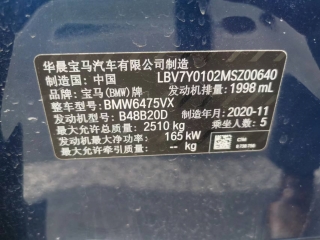 华晨宝马汽车有限公司制造
制造国：中国 LBV7Y0102MSZ00640
品牌：宝马(BMW)牌 发动机排量：1998 mL
整车型号：BMW6475VX
发动机型号：B48B20D 制造年月：2020-11
最大允许总质量：2510 kg 乘坐人数：5
发动机最大净功率：165 kW
最大允许牵引质量：-- kg